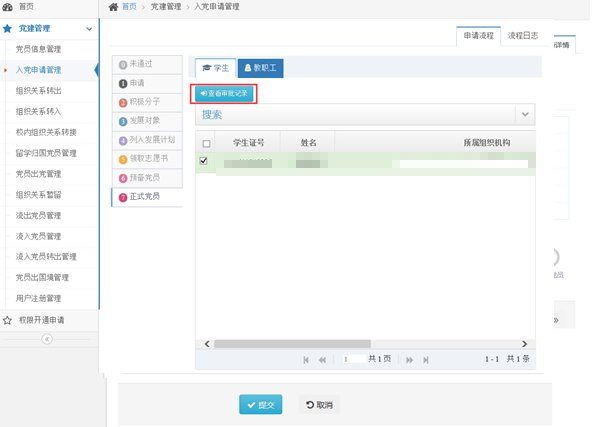 首页
党建管理
党员信息管理
入党申请管理
组织关系转出
组织关系转入
校内组织关系转接
留学归国党员管理
党员出党管理
组织关系暂留
流出党员管理
流入党员管理
流入党员转出管理
党员出国境管理
用户注册管理
权限开通申请
首页 > 党建管理 > 入党申请管理
申请流程 流程日志
详情
0 未通过
1 申请
2 积极分子
3 发展对象
4 列入发展计划
5 领取志愿书
6 预备党员
7 正式党员
学生 教职工
查看审批记录
搜索
学生证号 姓名 所属组织机构
党员
1 共 1 页 1 - 1 共 1 条
提交 取消